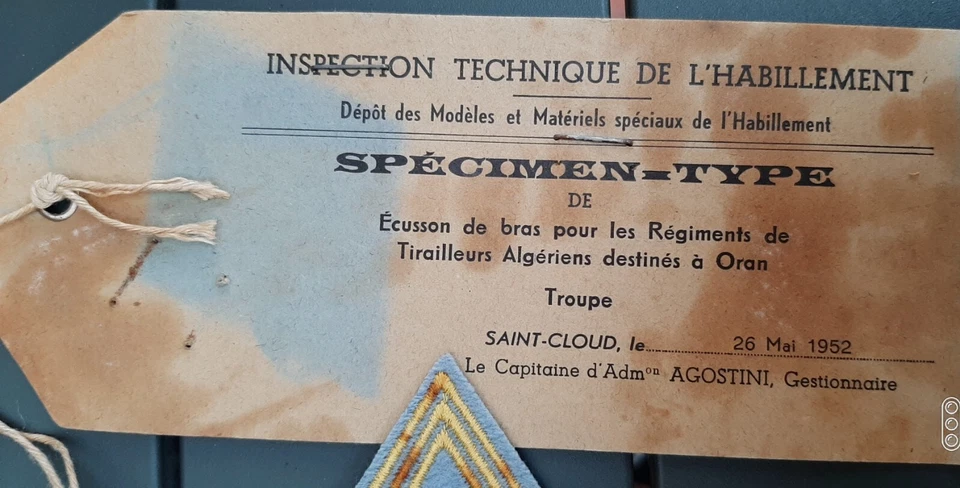 INSPECTION TECHNIQUE DE L'HABILLEMENT
Dépôt des Modèles et Matériels spéciaux de l'Habillement
SPÉCIMEN-TYPE
DE
Écusson de bras pour les Régiments de
Tirailleurs Algériens destinés à Oran
Troupe
SAINT-CLOUD, le 26 Mai 1952
Le Capitaine d'Admon AGOSTINI, Gestionnaire